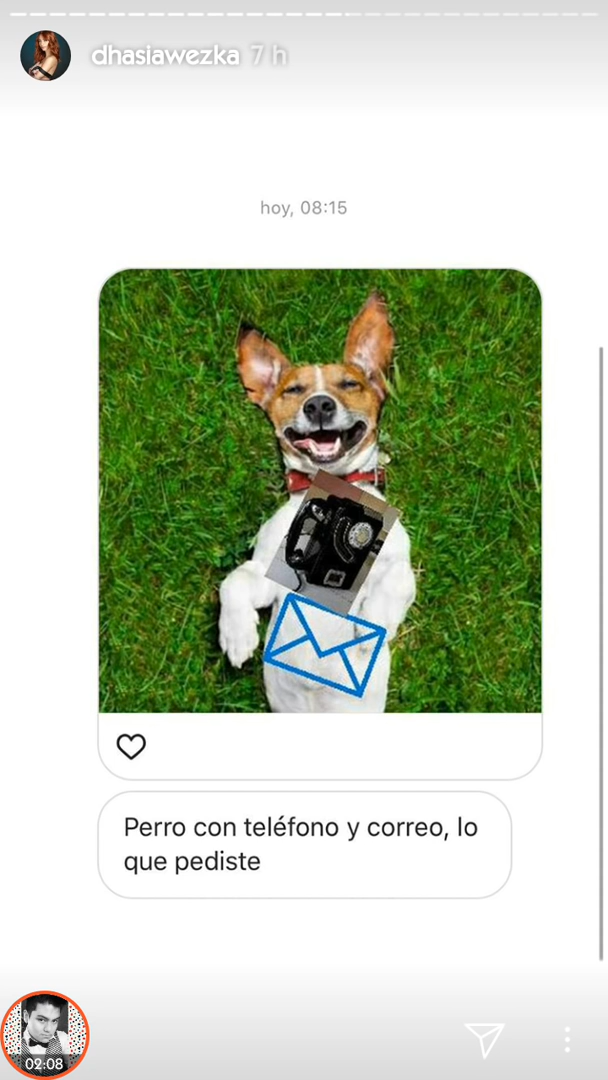 dhasiawezka 7 h
hoy, 08:15
Perro con teléfono y correo, lo
que pediste
02:08